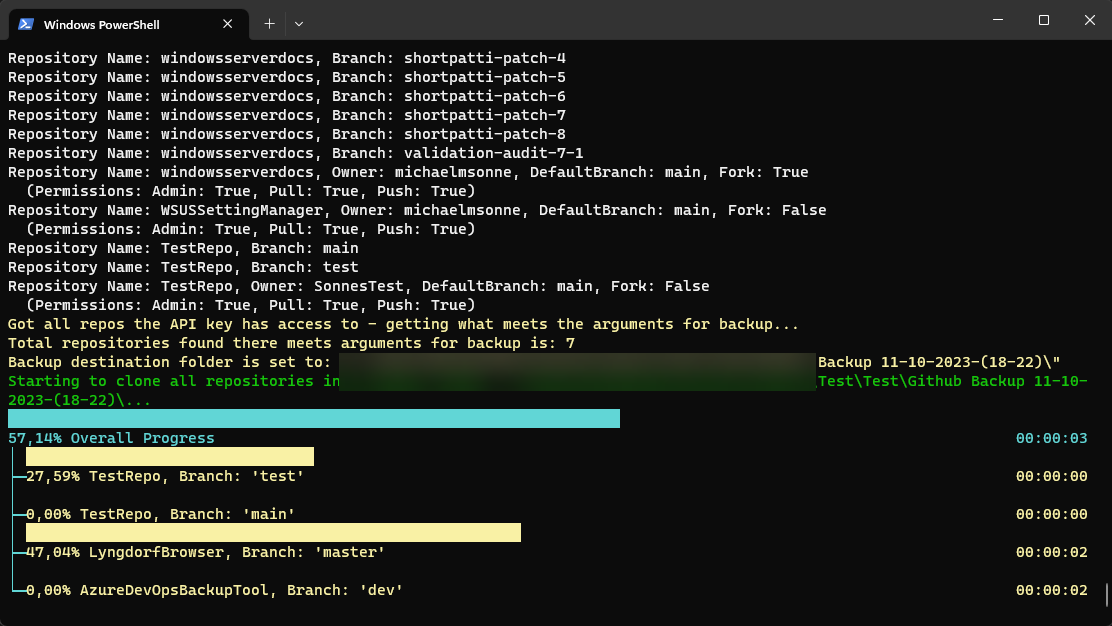 Windows PowerShell
Repository Name: windowsserverdocs, Branch: shortpatti-patch-4
Repository Name: windowsserverdocs, Branch: shortpatti-patch-5
Repository Name: windowsserverdocs, Branch: shortpatti-patch-6
Repository Name: windowsserverdocs, Branch: shortpatti-patch-7
Repository Name: windowsserverdocs, Branch: shortpatti-patch-8
Repository Name: windowsserverdocs, Branch: validation-audit-7-1
Repository Name: windowsserverdocs, Owner: michaelmsonne, DefaultBranch: main, Fork: True
(Permissions: Admin: True, Pull: True, Push: True)
Repository Name: WSUSSettingManager, Owner: michaelmsonne, DefaultBranch: main, Fork: False
(Permissions: Admin: True, Pull: True, Push: True)
Repository Name: TestRepo, Branch: main
Repository Name: TestRepo, Branch: test
Repository Name: TestRepo, Owner: SonnesTest, DefaultBranch: main, Fork: False
(Permissions: Admin: True, Pull: True, Push: True)
Got all repos the API key has access to - getting what meets the arguments for backup...
Total repositories found there meets arguments for backup is: 7
Backup destination folder is set to: Backup 11-10-2023-(18-22)\"
Starting to clone all repositories in Test\Test\Github Backup 11-10-
2023-(18-22)\...
57,14% Overall Progress 00:00:03
27,59% TestRepo, Branch: 'test' 00:00:00
0,00% TestRepo, Branch: 'main' 00:00:00
47,04% LyngdorfBrowser, Branch: 'master' 00:00:02
0,00% AzureDevOpsBackupTool, Branch: 'dev' 00:00:02